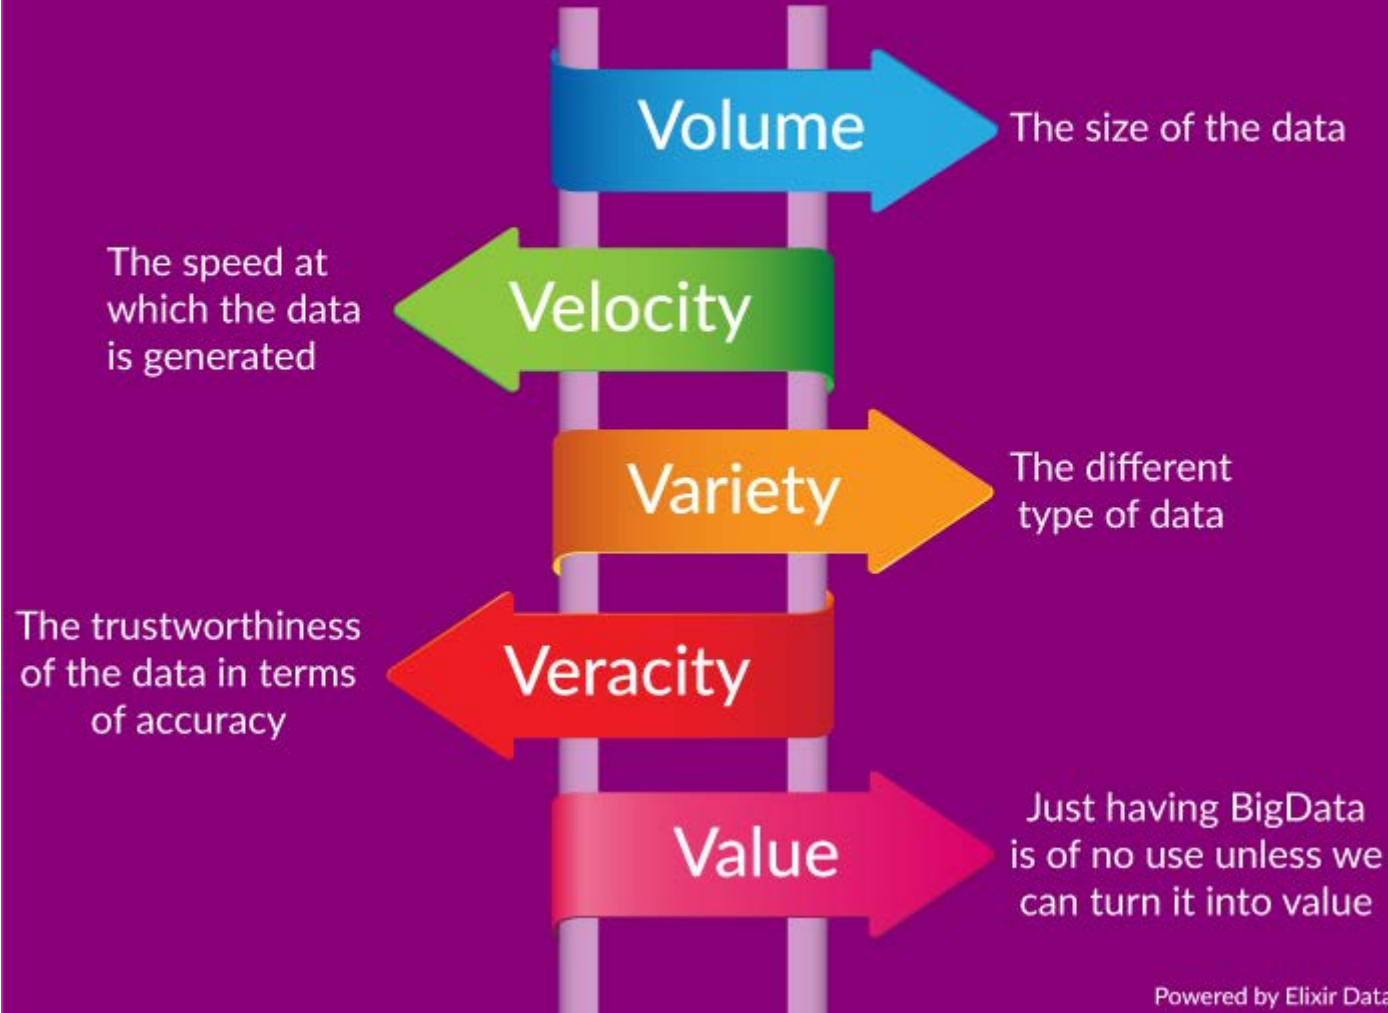 Volume
The size of the data
The speed at
which the data
is generated
Velocity
Variety
The different
type of data
The trustworthiness
of the data in terms
of accuracy
Veracity
Value
Just having BigData
is of no use unless we
can turn it into value
Powered by Elixir Data